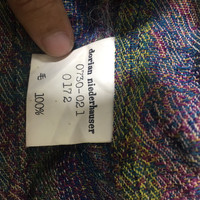 dorian niederhauser
0730-021
0172
毛 100%